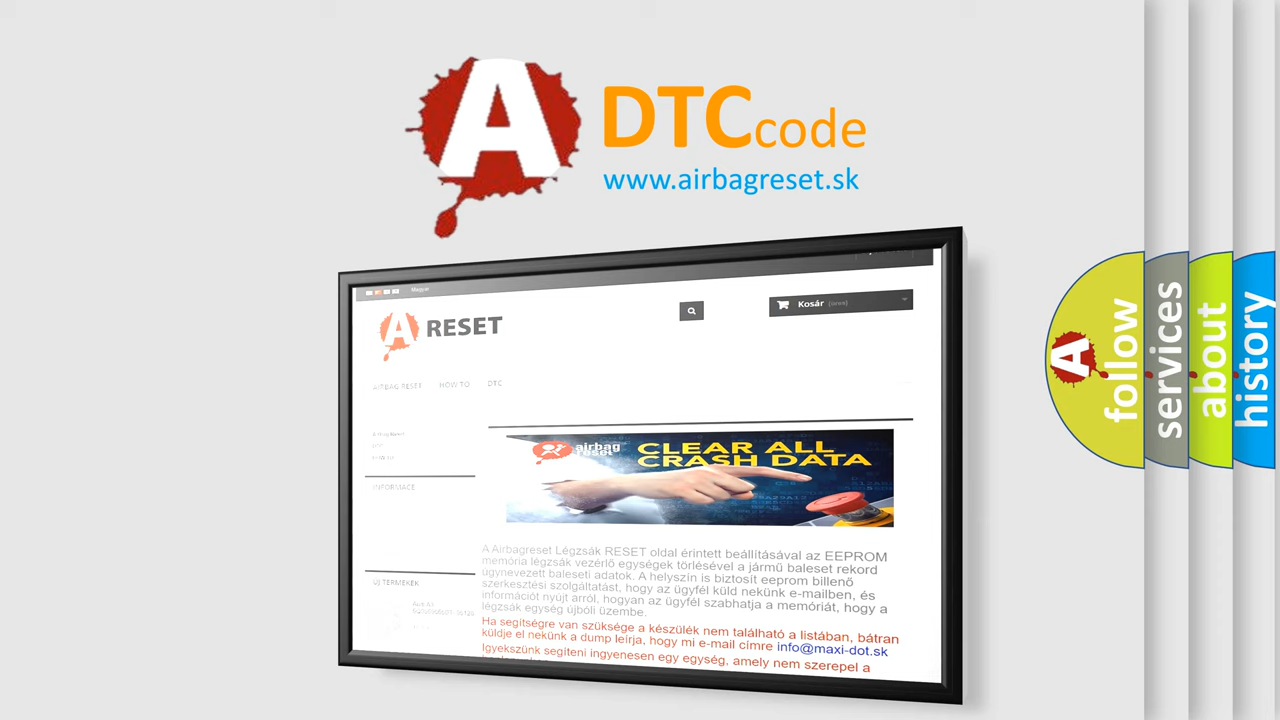 A
DTCcode
www.airbagreset.sk
Magyar
Kosár (üres)
A RESET
AIRBAG RESET HOW TO DTC
INFORMACE
airbag
reset
CLEAR ALL
CRASH DATA
ÚJ TERMÉKEK
A Airbagreset Légzsák RESET oldal érintett beállításával az EEPROM
memória légzsák vezérlő egységek törlésével a jármű baleset rekord
úgynevezett baleseti adatok. A helyszín is biztosít eeprom billenő
szerkesztési szolgáltatást, hogy az ügyfél küld nekünk e-mailben, és
információt nyújt arról, hogyan az ügyfél szabhatja a memóriát, hogy a
légzsák egység újbóli üzembe.
Ha segítségre van szüksége a készülék nem található a listában, bátran
küldje el nekünk a dump leírja, hogy mi e-mail címre info@maxi-dot.sk
Igyekszünk segíteni ingyenesen egy egység, amely nem szerepel a
A follow
services
about
history